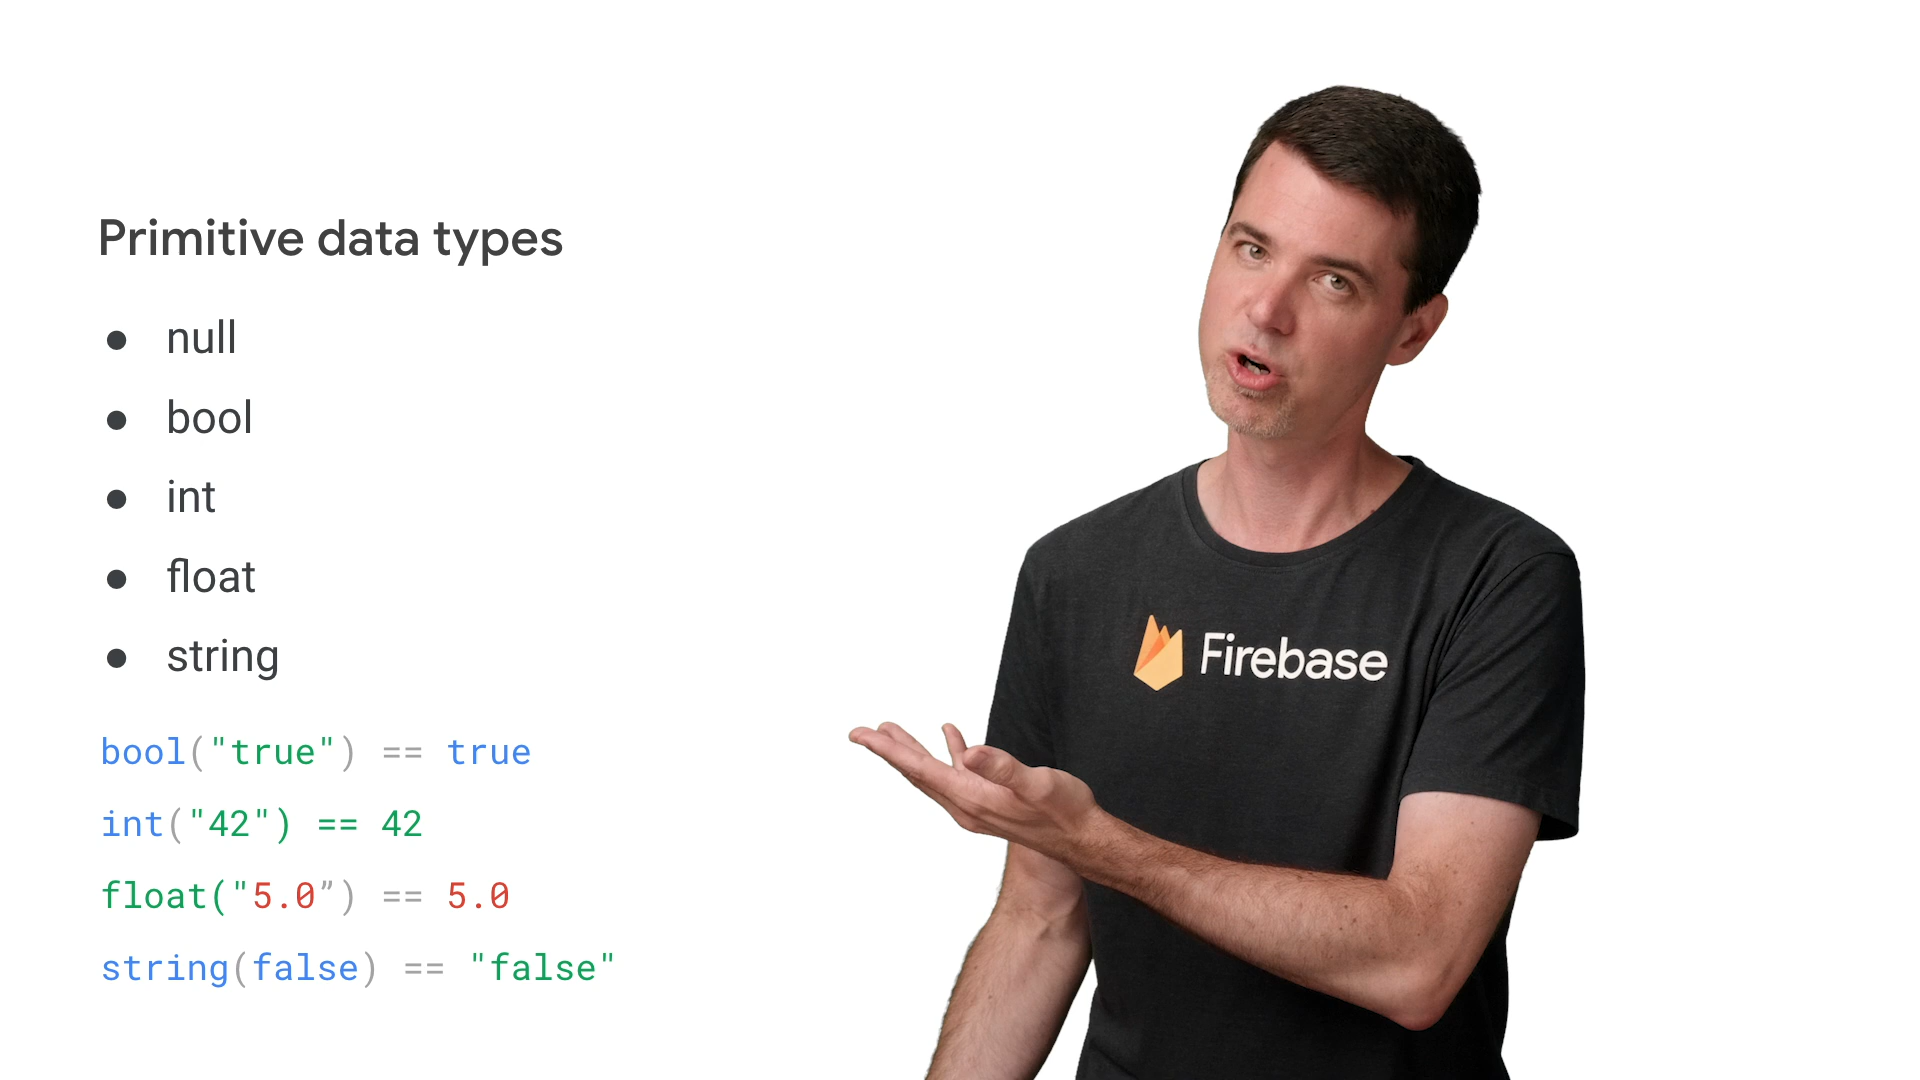 Primitive data types
● null
● bool
● int
● float
● string
bool("true") == true
int("42") == 42
float("5.0”) == 5.0
string(false) == "false"
Firebase